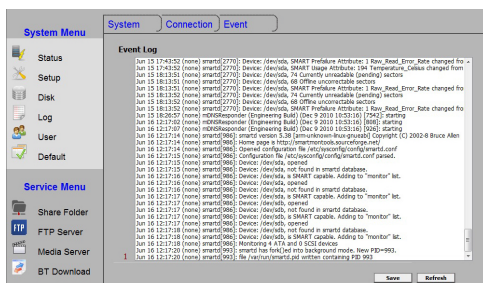 System Menu
Status
Setup
Disk
Log
User
Default
Service Menu
Share Folder
FTP
FTP Server
Media Server
BT Download
System
Connection
Event
Event Log
Jun 15 17:43:52 (none) smartd[2770]: Device: /dev/sda, SMART Prefailure Attribute: 1 Raw_Read_Error_Rate changed fro
Jun 15 17:43:52 (none) smartd[2770]: Device: /dev/sda, SMART Usage Attribute: 194 Temperature_Celsius changed from
Jun 15 18:13:51 (none) smartd[2770]: Device: /dev/sda, 74 Currently unreadable (pending) sectors
Jun 15 18:13:51 (none) smartd[2770]: Device: /dev/sda, 68 Offline uncorrectable sectors
Jun 15 18:13:51 (none) smartd[2770]: Device: /dev/sda, SMART Prefailure Attribute: 1 Raw_Read_Error_Rate changed fro
Jun 15 18:13:52 (none) smartd[2770]: Device: /dev/sda, 74 Currently unreadable (pending) sectors
Jun 15 18:13:52 (none) smartd[2770]: Device: /dev/sda, 68 Offline uncorrectable sectors
Jun 15 18:13:52 (none) smartd[2770]: Device: /dev/sda, SMART Prefailure Attribute: 1 Raw_Read_Error_Rate changed fro
Jun 15 18:26:57 (none) mDNSResponder (Engineering Build) (Dec 9 2010 10:53:16) [7542]: starting
Jun 16 12:17:02 (none) mDNSResponder (Engineering Build) (Dec 9 2010 10:53:16) [808]: starting
Jun 16 12:17:07 (none) mDNSResponder (Engineering Build) (Dec 9 2010 10:53:16) [926]: starting
Jun 16 12:17:14 (none) smartd[986]: smartd version 5.38 [arm-unknown-linux-gnueabi] Copyright (C) 2002-8 Bruce Allen
Jun 16 12:17:14 (none) smartd[986]: Home page is http://smartmontools.sourceforge.net/
Jun 16 12:17:14 (none) smartd[986]: Opened configuration file /etc/sysconfig/config/smartd.conf
Jun 16 12:17:15 (none) smartd[986]: Configuration file /etc/sysconfig/config/smartd.conf parsed.
Jun 16 12:17:15 (none) smartd[986]: Device: /dev/sda, opened
Jun 16 12:17:15 (none) smartd[986]: Device: /dev/sda, not found in smartd database.
Jun 16 12:17:16 (none) smartd[986]: Device: /dev/sda, is SMART capable. Adding to "monitor" list.
Jun 16 12:17:16 (none) smartd[986]: Device: /dev/sda, opened
Jun 16 12:17:17 (none) smartd[986]: Device: /dev/sda, not found in smartd database.
Jun 16 12:17:17 (none) smartd[986]: Device: /dev/sda, is SMART capable. Adding to "monitor" list.
Jun 16 12:17:17 (none) smartd[986]: Device: /dev/sdb, opened
Jun 16 12:17:17 (none) smartd[986]: Device: /dev/sdb, not found in smartd database.
Jun 16 12:17:17 (none) smartd[986]: Device: /dev/sdb, is SMART capable. Adding to "monitor" list.
Jun 16 12:17:17 (none) smartd[986]: Device: /dev/sdb, opened
Jun 16 12:17:18 (none) smartd[986]: Device: /dev/sdb, not found in smartd database.
Jun 16 12:17:18 (none) smartd[986]: Device: /dev/sdb, is SMART capable. Adding to "monitor" list.
Jun 16 12:17:18 (none) smartd[986]: Monitoring 4 ATA and 0 SCSI devices
Jun 16 12:17:20 (none) smartd[986]: smartd has fork()ed into background mode. New PID=993.
1 Jun 16 12:17:20 (none) smartd[993]: file /var/run/smartd.pid written containing PID 993
Save
Refresh